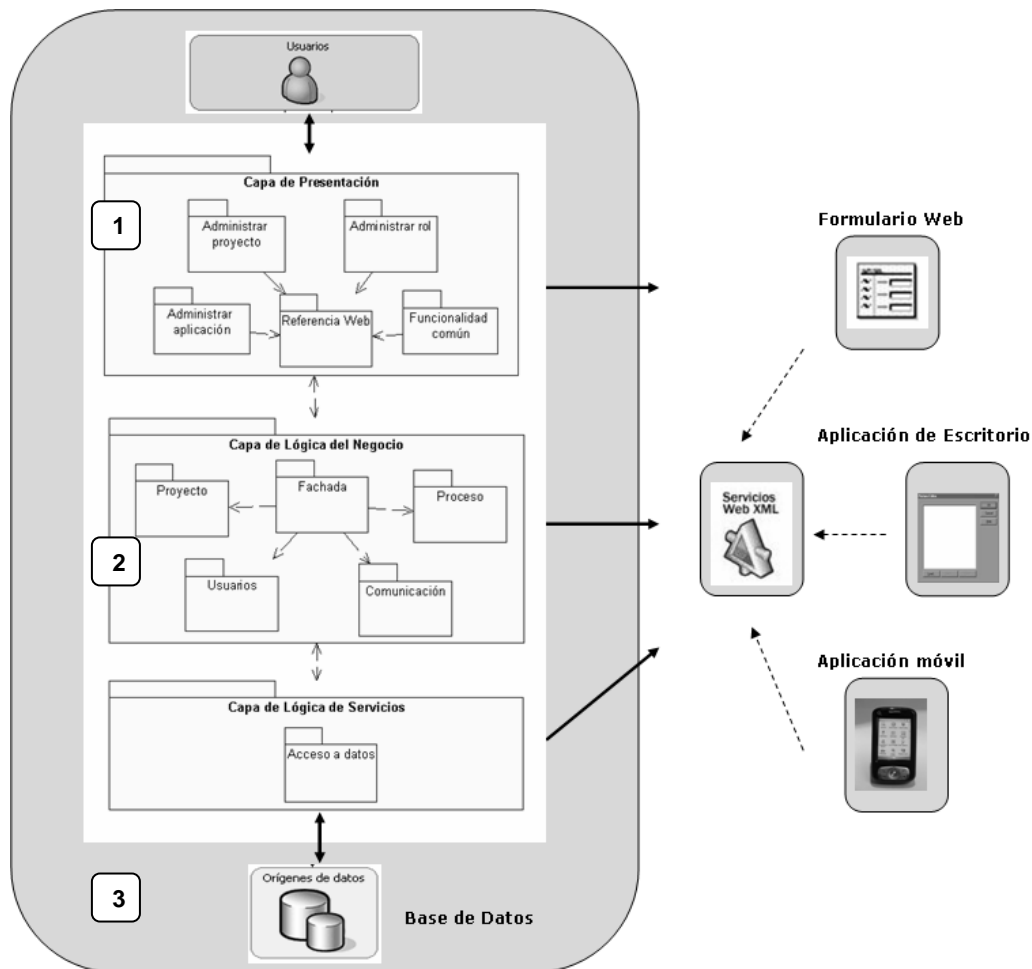 Usuarios
Capa de Presentación
1
Administrar
proyecto
Administrar rol
Administrar
aplicación
Referencia Web
Funcionalidad
común
Formulario Web
Capa de Lógica del Negocio
Proyecto
Fachada
Proceso
2
Usuarios
Comunicación
Aplicación de Escritorio
Servicios
Web XML
Aplicación móvil
Capa de Lógica de Servicios
Acceso a datos
3
Orígenes de datos
Base de Datos